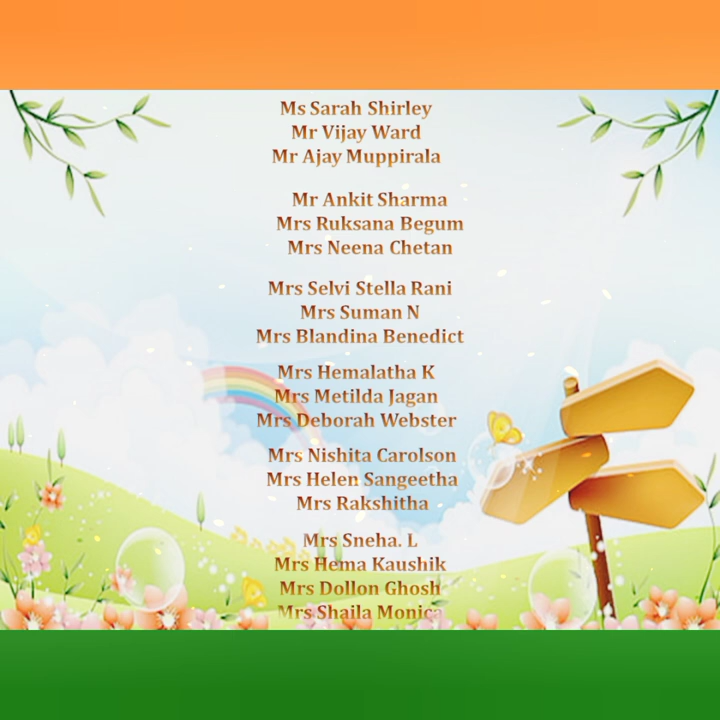 Ms Sarah Shirley
Mr Vijay Ward
Mr Ajay Muppirala
Mr Ankit Sharma
Mrs Ruksana Begum
Mrs Neena Chetan
Mrs Selvi Stella Rani
Mrs Suman N
Mrs Blandina Benedict
Mrs Hemalatha K
Mrs Metilda Jagan
Mrs Deborah Webster
Mrs Nishita Carolson
Mrs Helen Sangeetha
Mrs Rakshitha
Mrs Sneha. L
Mrs Hema Kaushik
Mrs Dollon Ghosh
Mrs Shaila Monica